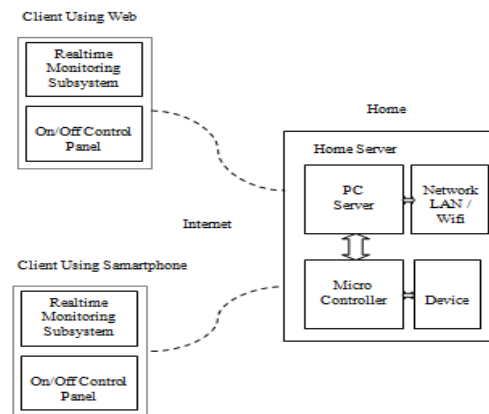 Client Using Web
Realtime
Monitoring
Subsystem
On/Off Control
Panel
Home
Home Server
PC
Server
Network
LAN /
Wifi
Internet
Micro
Controller
Device
Client Using Samartphone
Realtime
Monitoring
Subsystem
On/Off Control
Panel